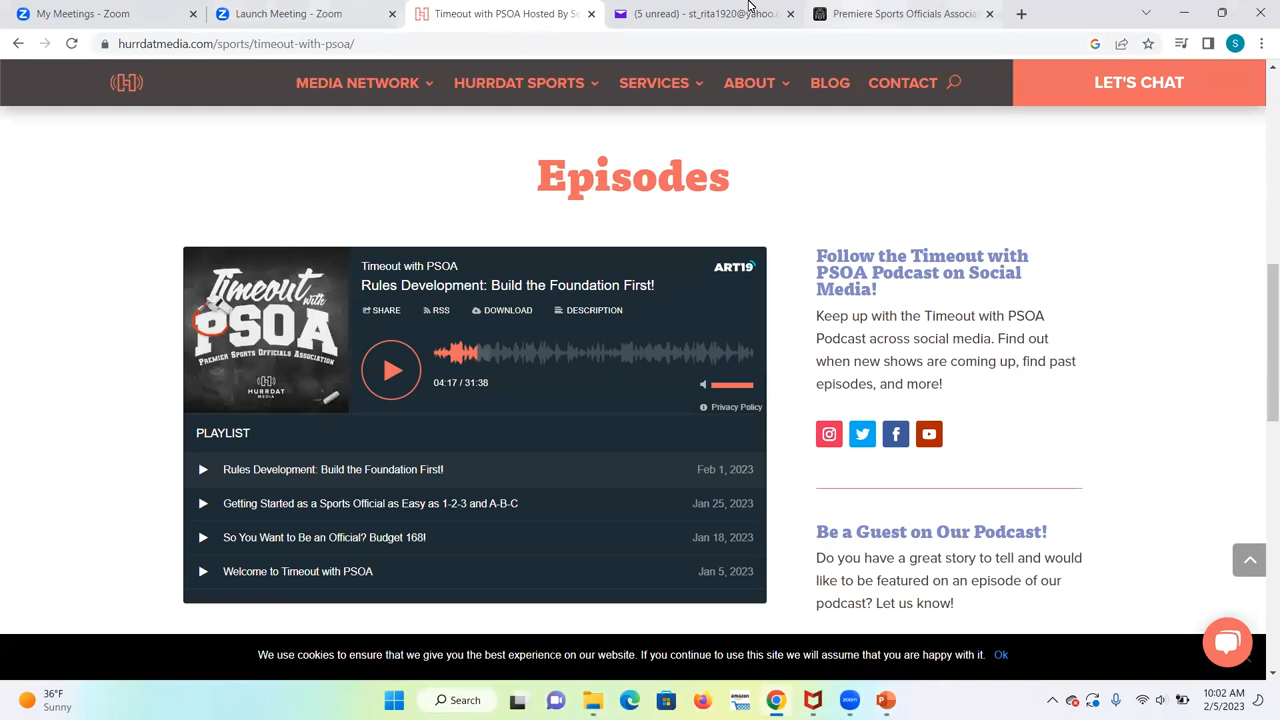 My Meetings - Zoom
Launch Meeting - Zoom
Timeout with PSOA Hosted By Se
(5 unread) - st_rita1920@yahoo.c
Premiere Sports Officials Associa
hurrdatmedia.com/sports/timeout-with-psoa/
S
MEDIA NETWORK
HURRDAT SPORTS
SERVICES
ABOUT
BLOG
CONTACT
LET'S CHAT
Episodes
Timeout with PSOA
PREMIER SPORTS OFFICIALS ASSOCIATION
HURRDAT
MEDIA
Timeout with PSOA
ART19
Rules Development: Build the Foundation First!
SHARE
RSS
DOWNLOAD
DESCRIPTION
04:17 / 31:38
Privacy Policy
PLAYLIST
Rules Development: Build the Foundation First! Feb 1, 2023
Getting Started as a Sports Official as Easy as 1-2-3 and A-B-C Jan 25, 2023
So You Want to Be an Official? Budget 168! Jan 18, 2023
Welcome to Timeout with PSOA Jan 5, 2023
Follow the Timeout with
PSOA Podcast on Social
Media!
Keep up with the Timeout with PSOA
Podcast across social media. Find out
when new shows are coming up, find past
episodes, and more!
Be a Guest on Our Podcast!
Do you have a great story to tell and would
like to be featured on an episode of our
podcast? Let us know!
We use cookies to ensure that we give you the best experience on our website. If you continue to use this site we will assume that you are happy with it. Ok
36°F
Sunny
Search
amazon
zoom
10:02 AM
2/5/2023